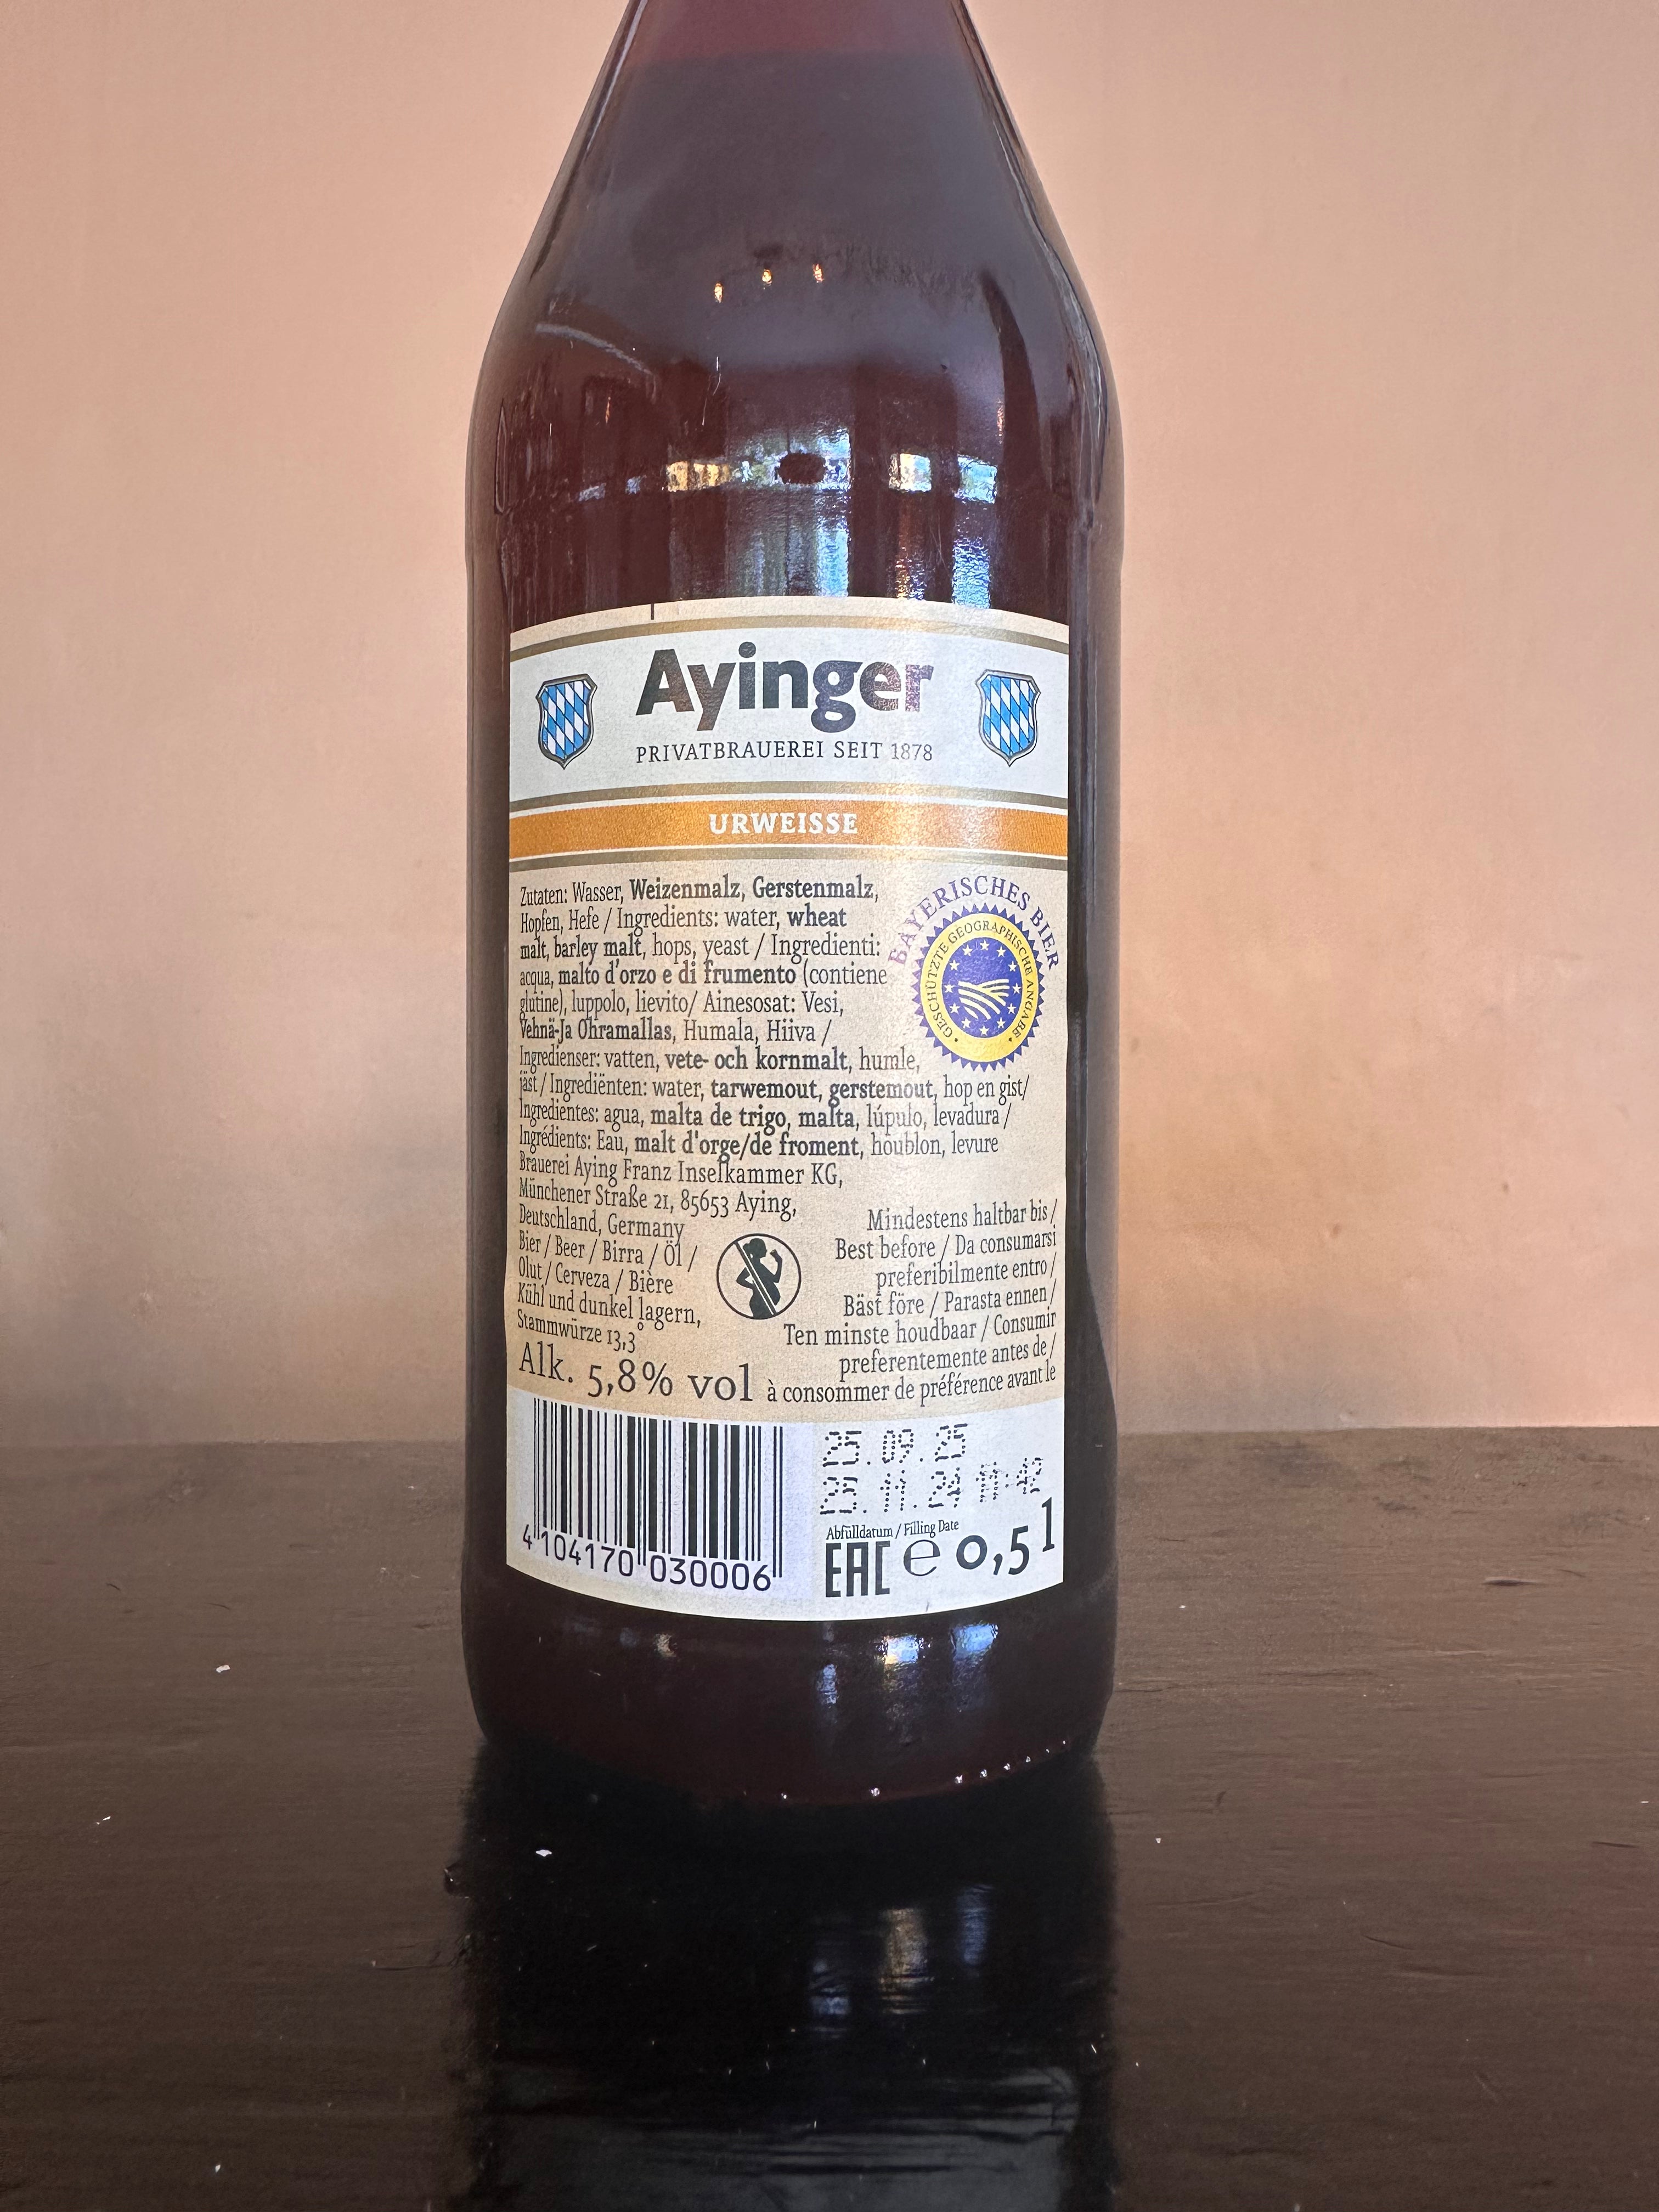 Ayinger
PRIVATBRAUEREI SEIT 1878
URWEISSE
Zutaten: Wasser, Weizenmalz, Gerstenmalz,
Hopfen, Hefe / Ingredients: water, wheat
malt, barley malt, hops, yeast / Ingredienti:
acqua, malto d'orzo e di frumento (contiene
glutine), luppolo, lievito/ Ainesosat: Vesi,
Vehnä-Ja Ohramallas, Humala, Hiiva /
Ingredienser: vatten, vete- och kornmalt, humle,
jäst / Ingrediënten: water, tarwemout, gerstemout, hop en gist/
Ingredientes: agua, malta de trigo, malta, lúpulo, levadura /
Ingrédients: Eau, malt d'orge/de froment, houblon, levure
BAYERISCHES BIER
GESCHÜTZTE GEOGRAPHISCHE ANGABE
Brauerei Aying Franz Inselkammer KG,
Münchener Straße 21, 85653 Aying,
Deutschland, Germany
Bier / Beer / Birra / Öl /
Olut / Cerveza / Bière
Kühl und dunkel lagern,
Stammwürze 13,3°
Alk. 5,8% vol
Mindestens haltbar bis /
Best before / Da consumarsi
preferibilmente entro /
Bäst före / Parasta ennen /
Ten minste houdbaar / Consumir
preferentemente antes de /
à consommer de préférence avant le
25.09.25
25.11.24 11:42
Abfülldatum / Filling Date
EAC e 0,5 l
4 104170 030006